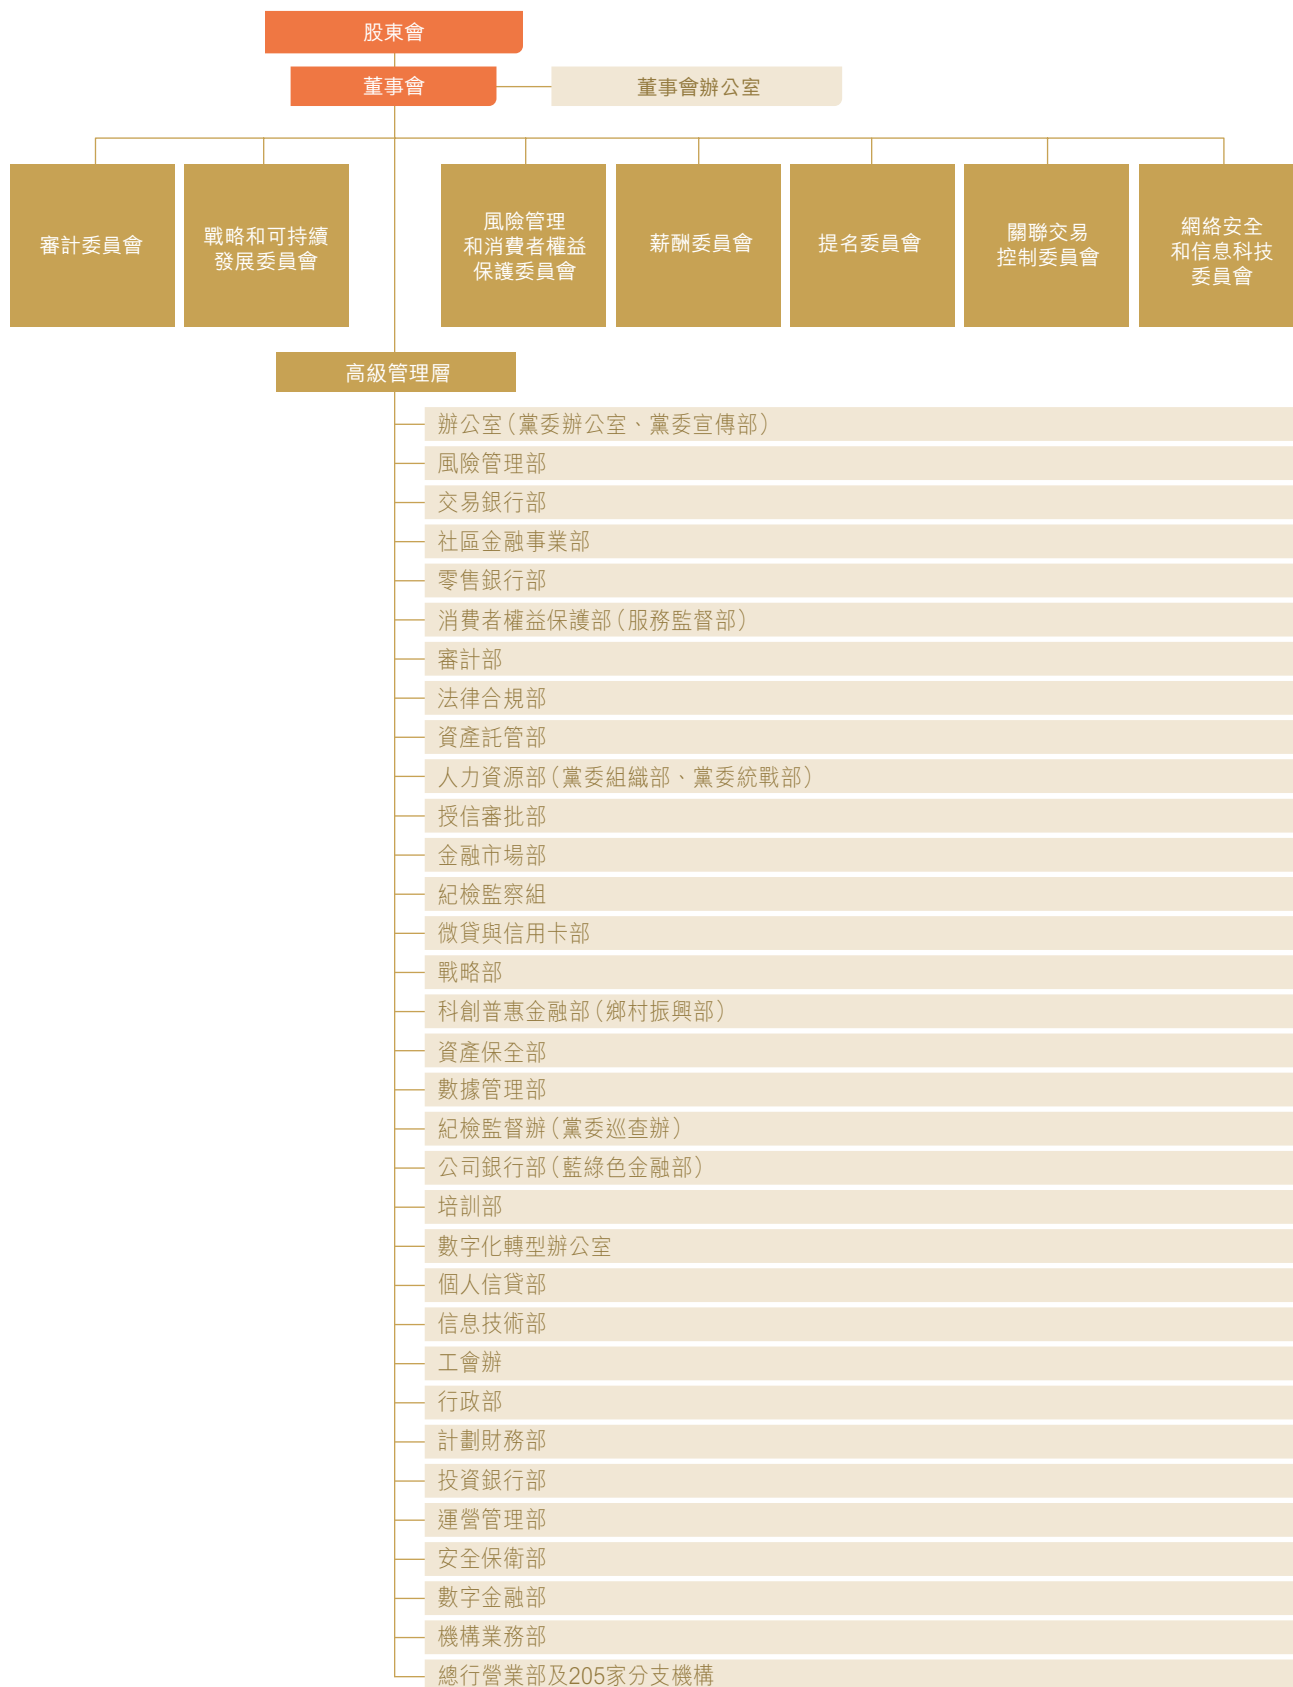 股東會
董事會
董事會辦公室
審計委員會
戰略和可持續
發展委員會
風險管理
和消費者權益
保護委員會
薪酬委員會
提名委員會
關聯交易
控制委員會
網絡安全
和信息科技
委員會
高級管理層
辦公室（黨委辦公室、黨委宣傳部）
風險管理部
交易銀行部
社區金融事業部
零售銀行部
消費者權益保護部（服務監督部）
審計部
法律合規部
資產託管部
人力資源部（黨委組織部、黨委統戰部）
授信審批部
金融市場部
紀檢監察組
微貸與信用卡部
戰略部
科創普惠金融部（鄉村振興部）
資產保全部
數據管理部
紀檢監督辦（黨委巡查辦）
公司銀行部（藍綠色金融部）
培訓部
數字化轉型辦公室
個人信貸部
信息技術部
工會辦
行政部
計劃財務部
投資銀行部
運營管理部
安全保衛部
數字金融部
機構業務部
總行營業部及205家分支機構